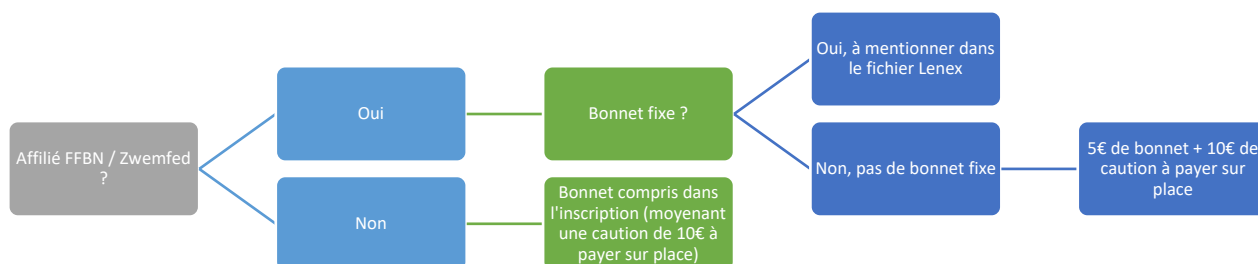 Affilié FFBN / Zwemfed
?
Oui
Non
Bonnet fixe ?
Bonnet compris dans
l'inscription (moyenant
une caution de 10€ à
payer sur place)
Oui, à mentionner dans
le fichier Lenex
Non, pas de bonnet fixe
5€ de bonnet + 10€ de
caution à payer sur
place